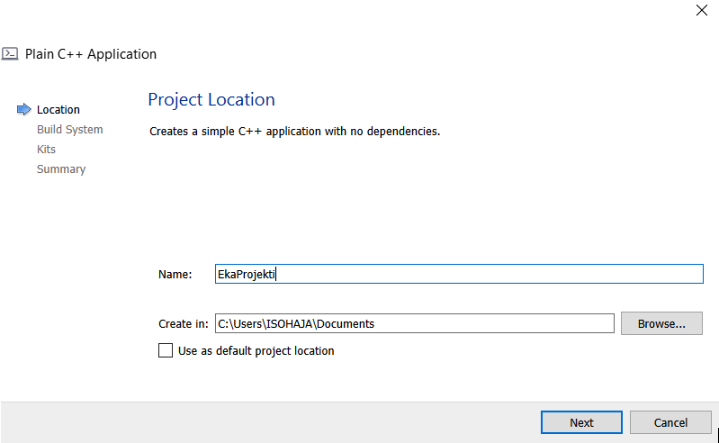 Plain C++ Application
Location
Build System
Kits
Summary
Project Location
Creates a simple C++ application with no dependencies.
Name: EkaProjekti
Create in: C:\Users\ISOHAJA\Documents Browse...
Use as default project location
Next Cancel